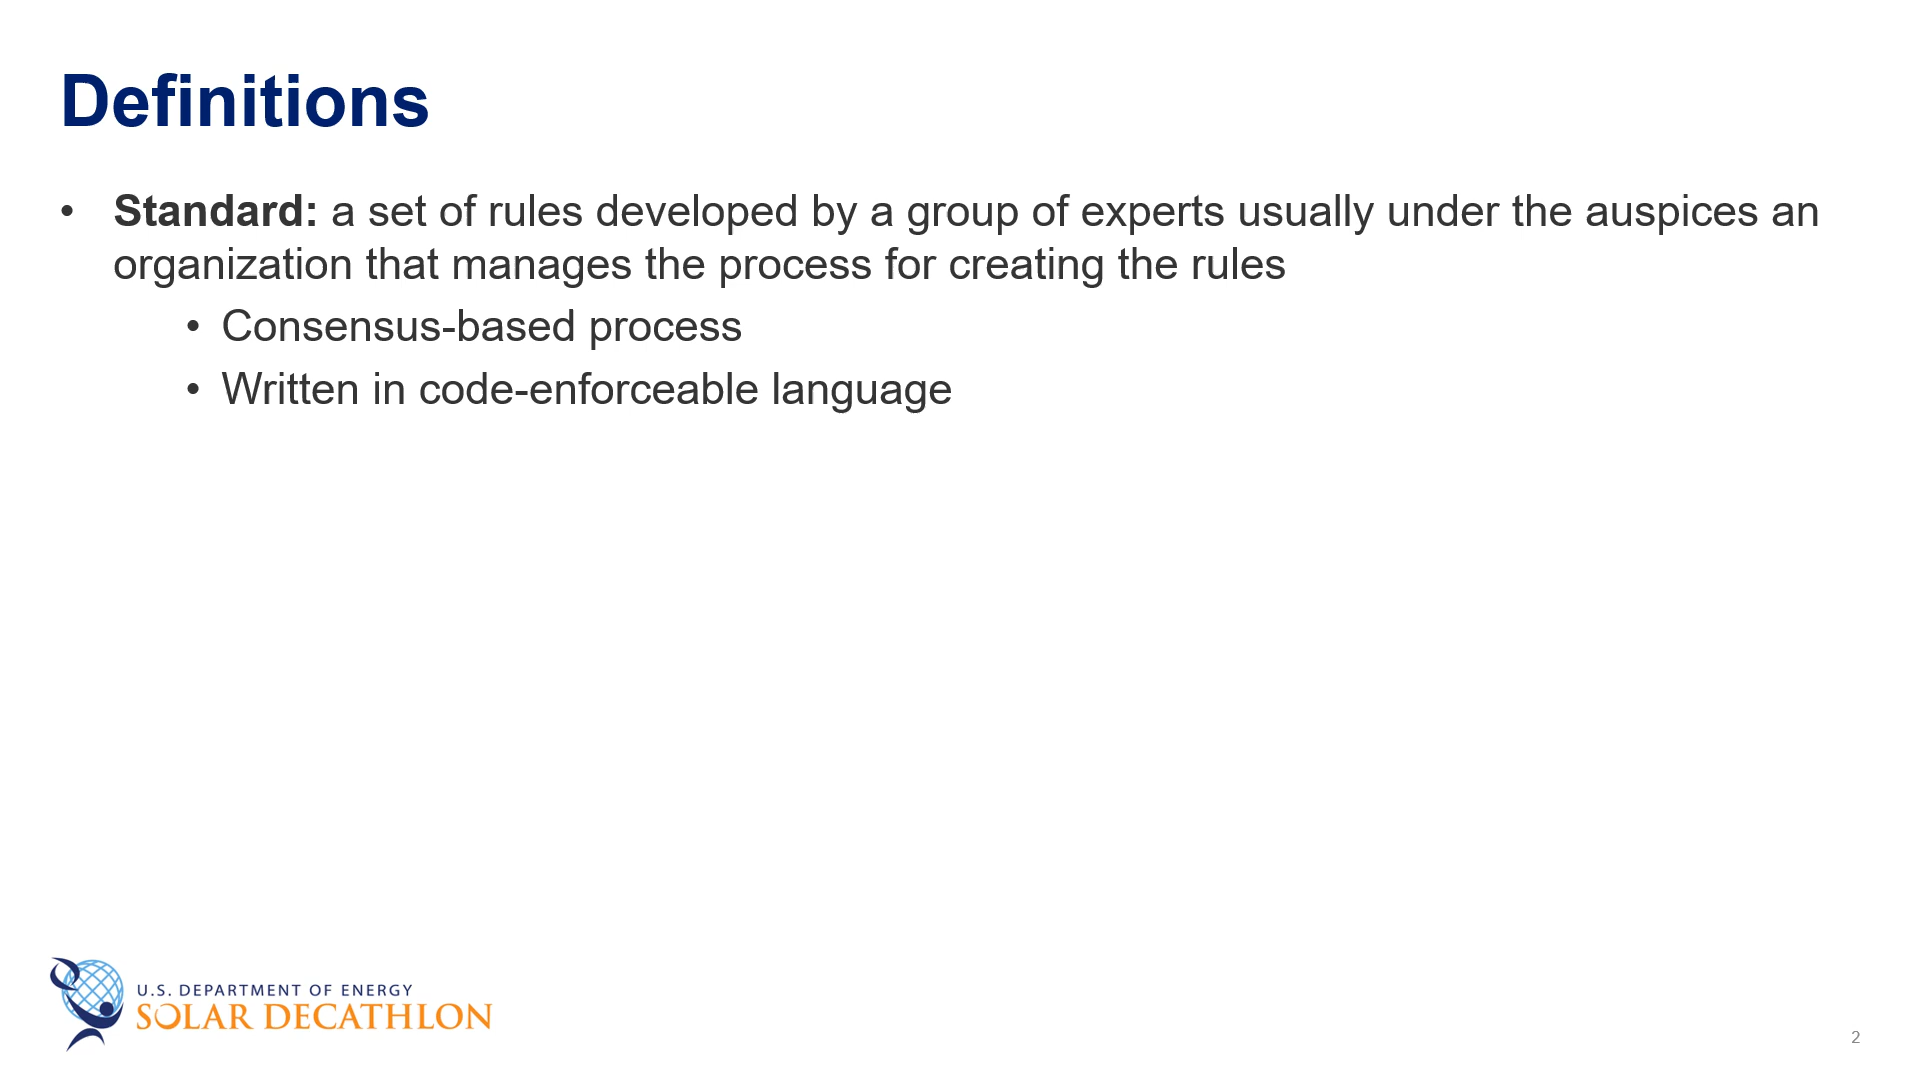 Definitions
• Standard: a set of rules developed by a group of experts usually under the auspices an
organization that manages the process for creating the rules
• Consensus-based process
• Written in code-enforceable language
U.S. DEPARTMENT OF ENERGY
SOLAR DECATHLON
2